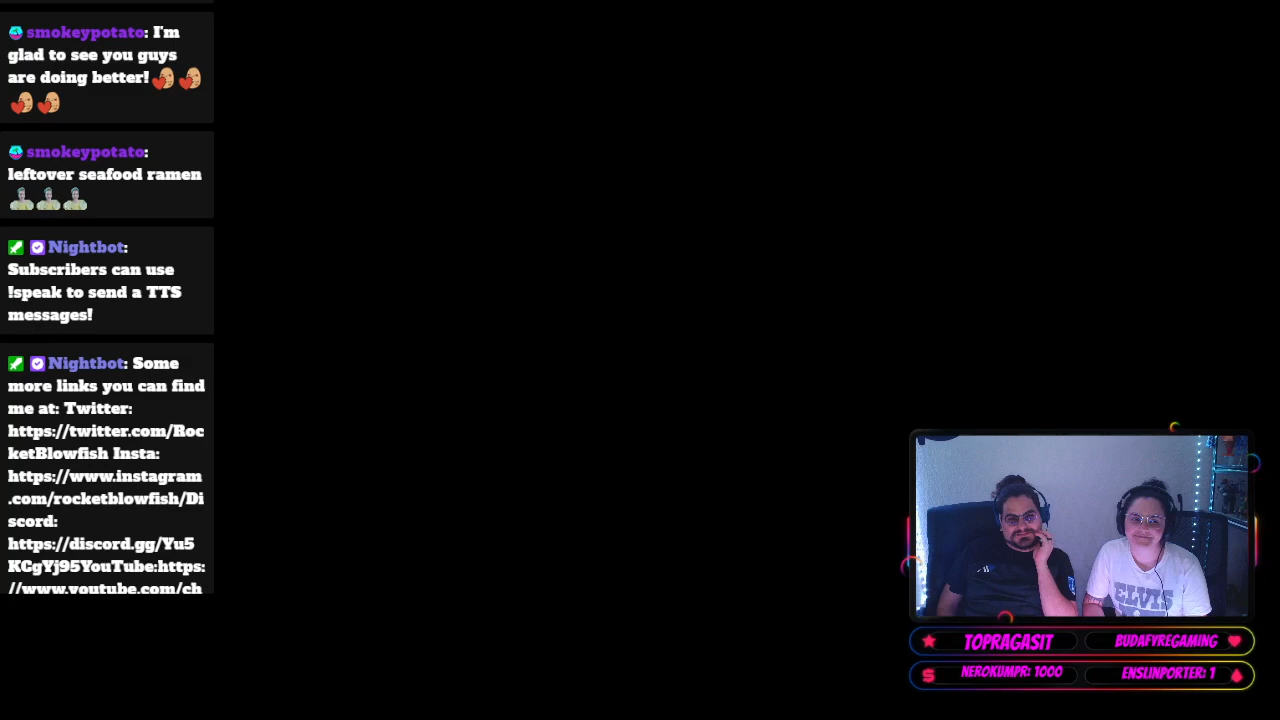 smokeypotato: I'm
glad to see you guys
are doing better!
smokeypotato:
leftover seafood ramen
Nightbot:
Subscribers can use
!speak to send a TTS
messages!
Nightbot: Some
more links you can find
me at: Twitter:
https://twitter.com/Roc
ketBlowfish Insta:
https://www.instagram
.com/rocketblowfish/Di
scord:
https://discord.gg/Yu5
KCgYj95YouTube:https:
//www.youtube.com/ch
ELVIS
TOPRAGASIT
BUDAFYREGAMING
NEROKUMPR: 1000
ENSLINPORTER: 1